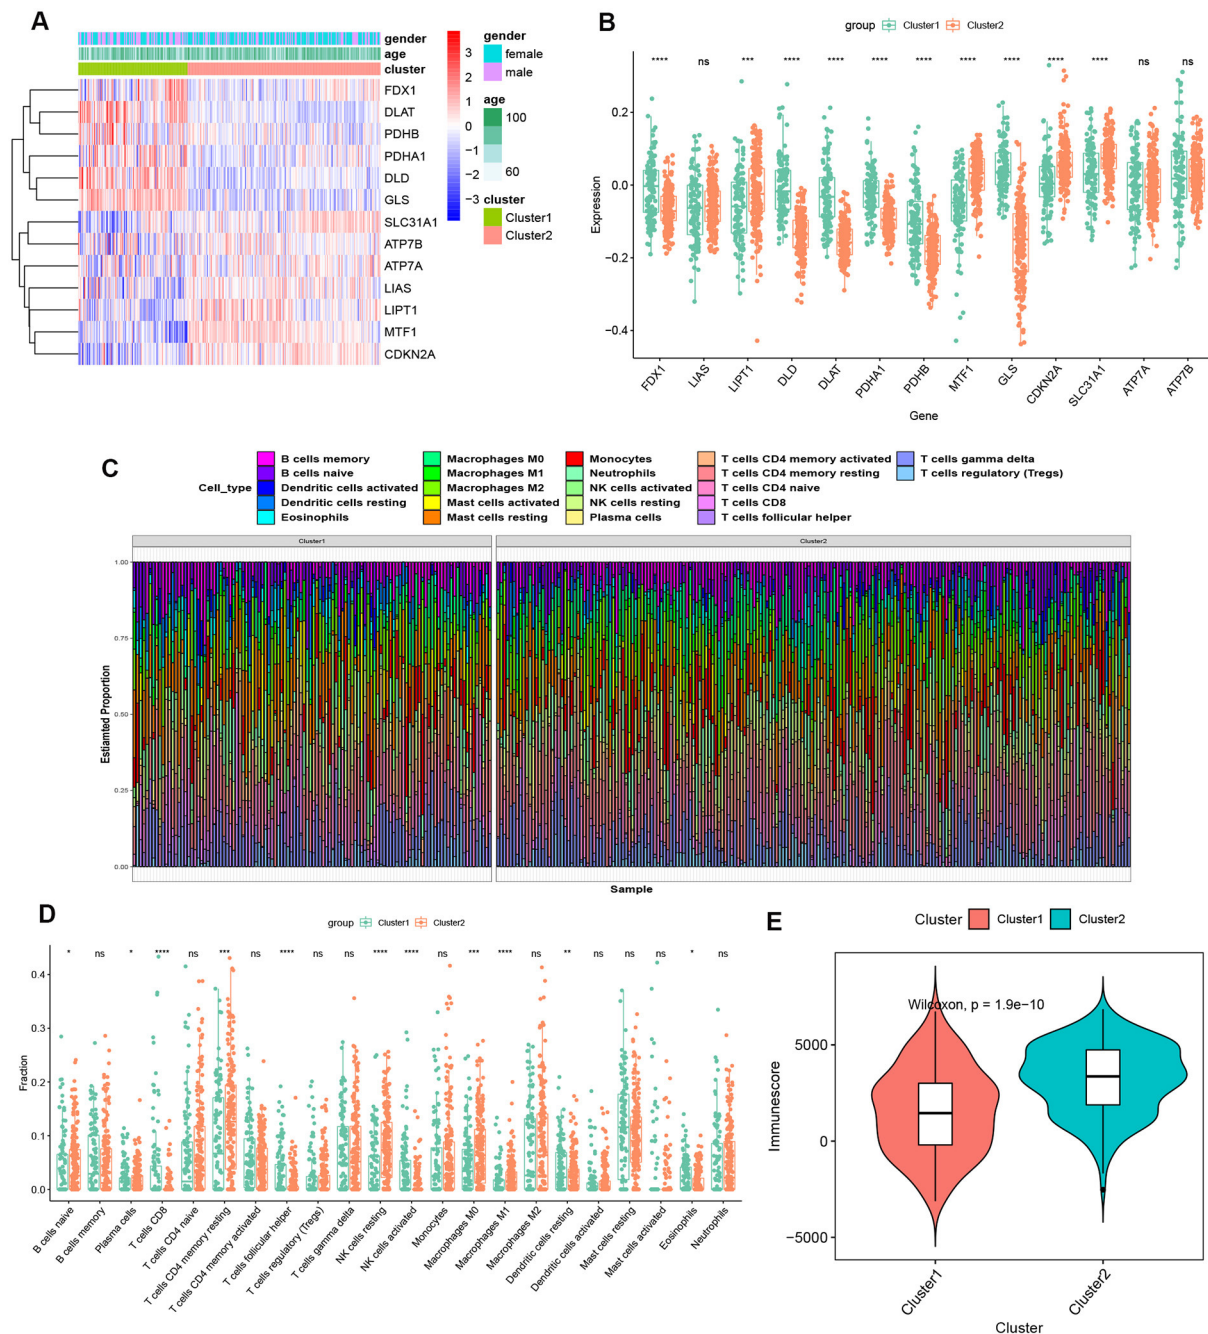 A
gender
age
cluster
FDX1
DLAT
PDHB
PDHA1
DLD
GLS
SLC31A1
ATP7B
ATP7A
LIAS
LIPT1
MTF1
CDKN2A
3
2
1
0
−1
−2
−3
gender
female
male
age
100
60
cluster
Cluster1
Cluster2
B
group Cluster1 Cluster2
**** ns *** **** **** **** **** **** **** **** **** ns ns
Expression
0.2
0.0
−0.2
−0.4
FDX1 LIAS LIPT1 DLD DLAT PDHA1 PDHB MTF1 GLS CDKN2A SLC31A1 ATP7A ATP7B
Gene
C
Cell_type
B cells memory
B cells naive
Dendritic cells activated
Dendritic cells resting
Eosinophils
Macrophages M0
Macrophages M1
Macrophages M2
Mast cells activated
Mast cells resting
Monocytes
Neutrophils
NK cells activated
NK cells resting
Plasma cells
T cells CD4 memory activated
T cells CD4 memory resting
T cells CD4 naive
T cells CD8
T cells follicular helper
T cells gamma delta
T cells regulatory (Tregs)
Cluster1 Cluster2
Estiamted Proportion
1.00
0.75
0.50
0.25
0.00
Sample
D
group Cluster1 Cluster2
* ns * **** ns *** ns **** ns ns **** **** ns *** **** ns ** ns ns ns * ns
Fraction
0.4
0.3
0.2
0.1
0.0
B cells naive
B cells memory
Plasma cells
T cells CD8
T cells CD4 naive
T cells CD4 memory resting
T cells CD4 memory activated
T cells follicular helper
T cells regulatory (Tregs)
T cells gamma delta
NK cells resting
NK cells activated
Monocytes
Macrophages M0
Macrophages M1
Macrophages M2
Dendritic cells resting
Dendritic cells activated
Mast cells resting
Mast cells activated
Eosinophils
Neutrophils
E
Cluster Cluster1 Cluster2
Wilcoxon, p = 1.9e−10
Immunescore
5000
0
−5000
Cluster1
Cluster2
Cluster